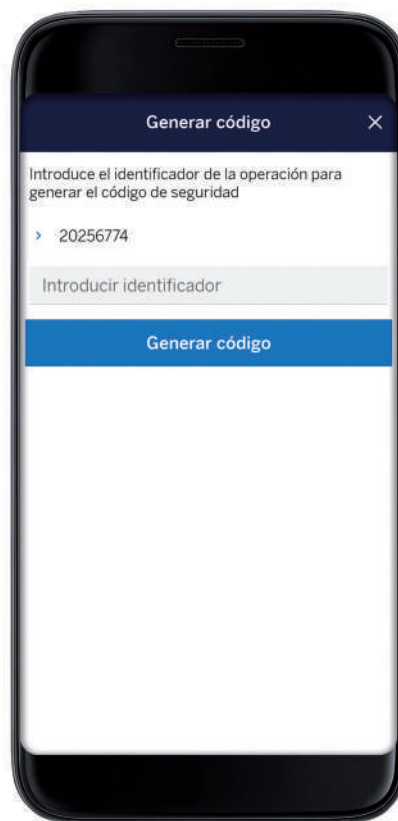 Generar código
Introduce el identificador de la operación para
generar el código de seguridad
20256774
Introducir identificador
Generar código